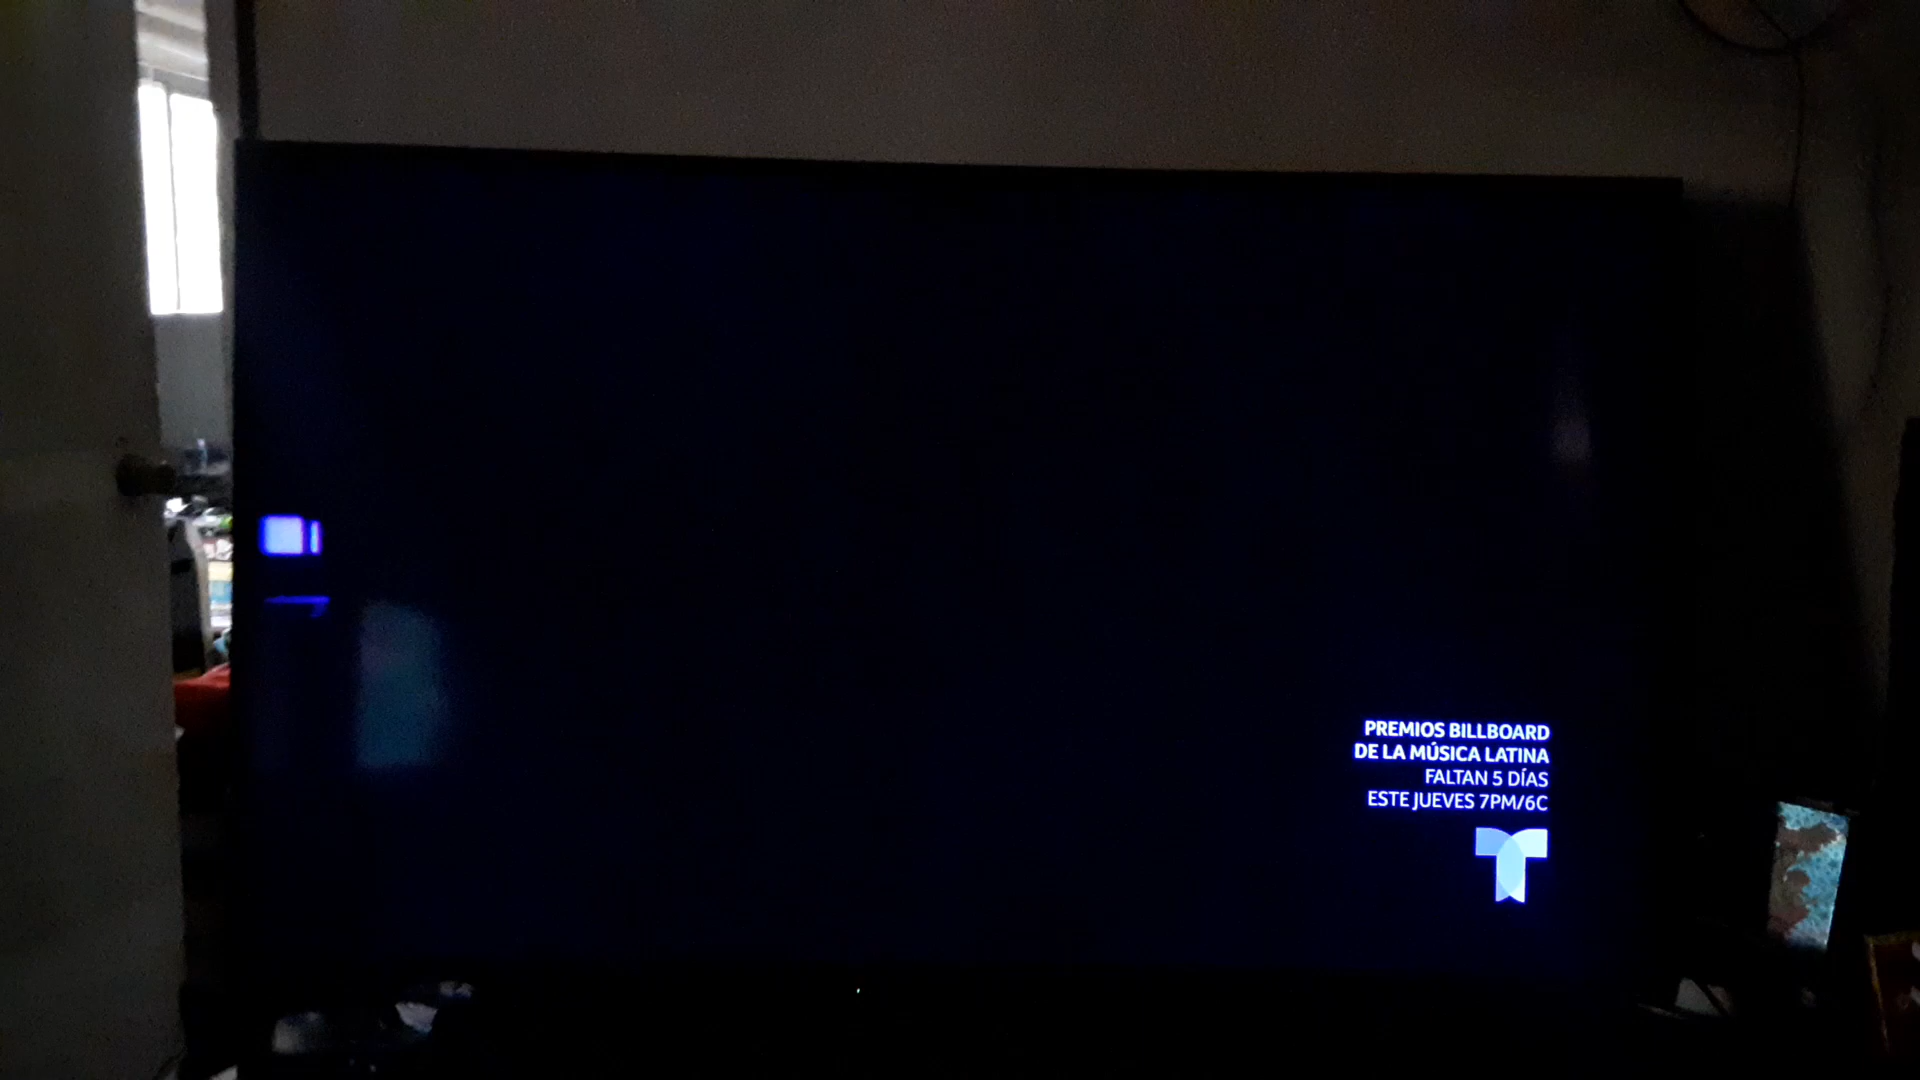 PREMIOS BILLBOARD
DE LA MÚSICA LATINA
FALTAN 5 DÍAS
ESTE JUEVES 7PM/6C